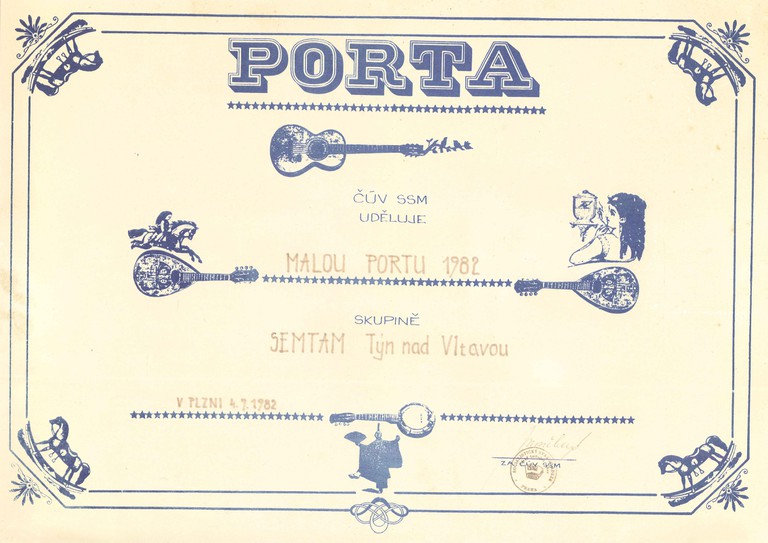 PORTA
ČÚV SSM
UDĚLUJE
MALOU PORTU 1982
SKUPINĚ
SEMTAM Týn nad Vltavou
V PLZNI 4.7.1982
ZA ČÚV SSM